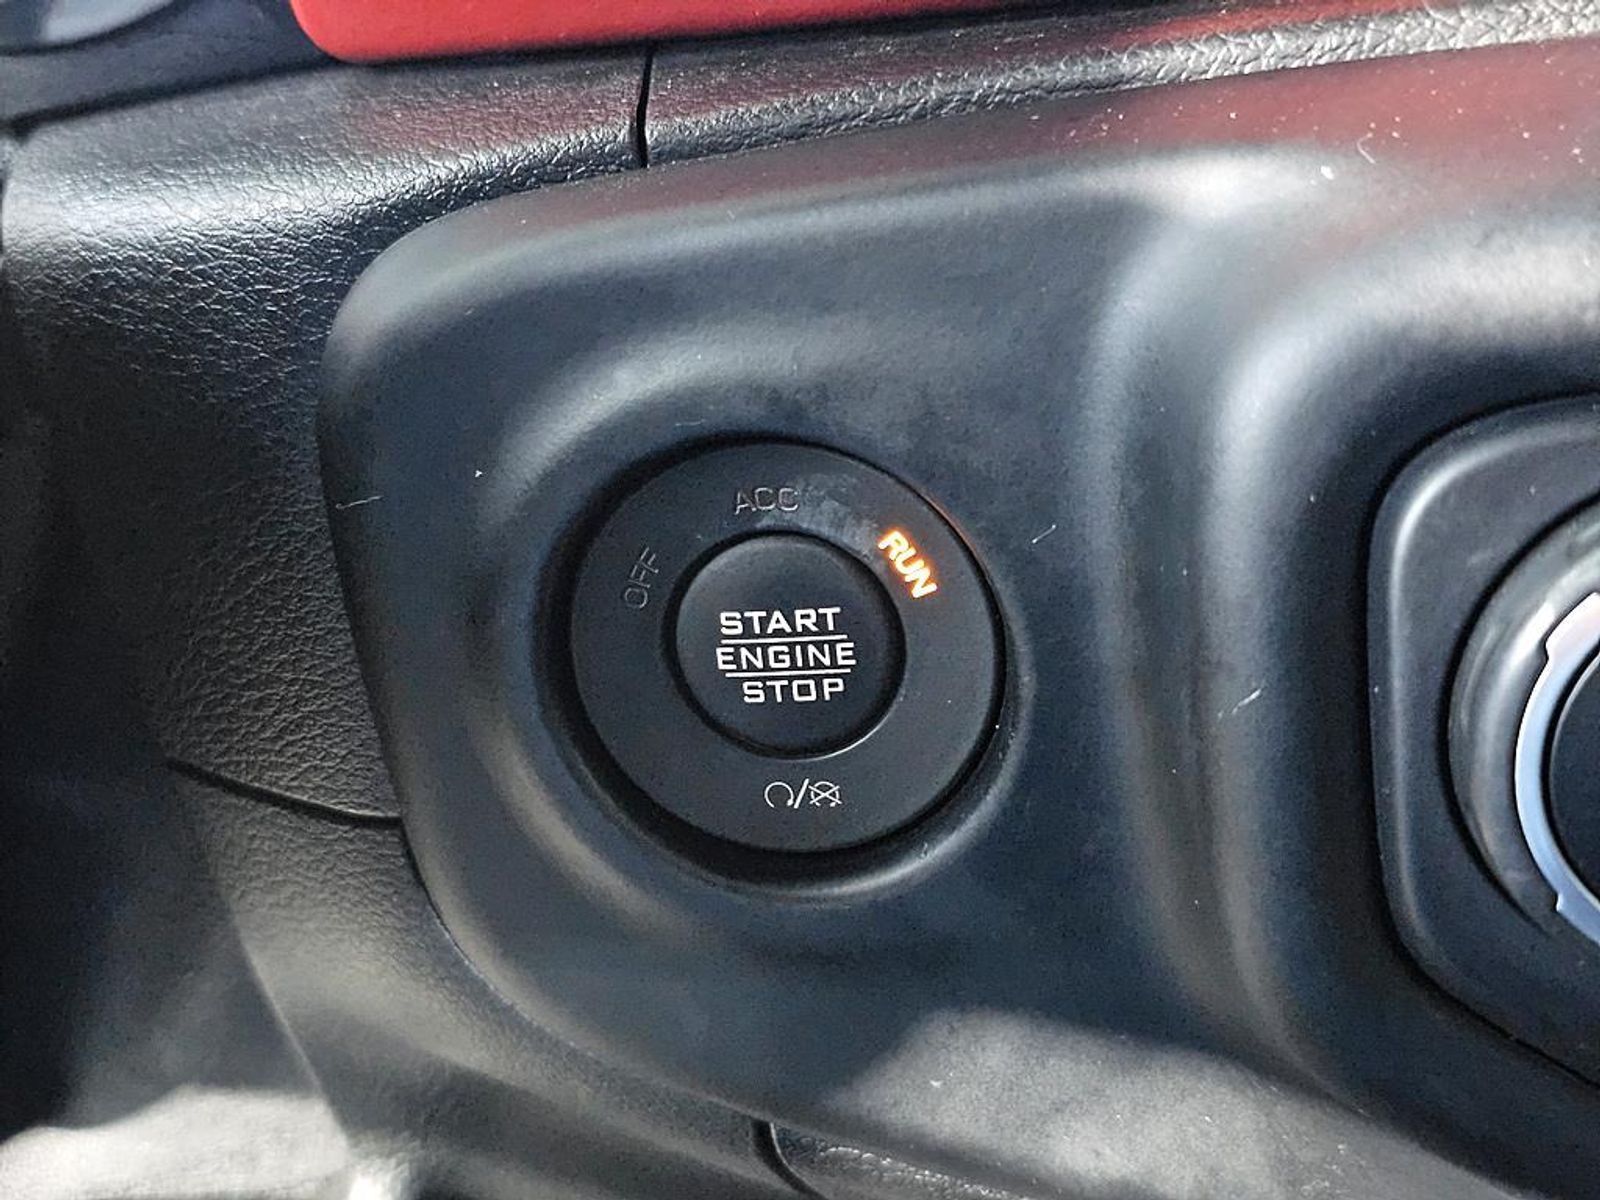 ACC
OFF
RUN
START
ENGINE
STOP